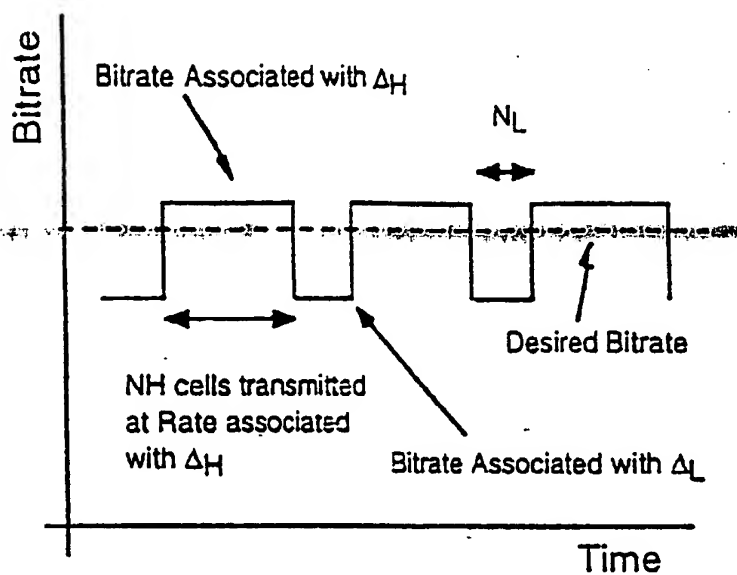 Bitrate
Bitrate Associated with ΔH
NL
Desired Bitrate
NH cells transmitted
at Rate associated
with ΔH
Bitrate Associated with ΔL
Time